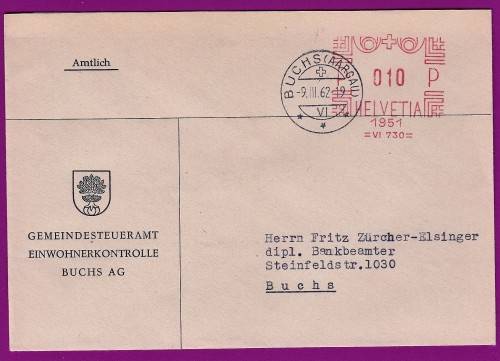 Amtlich
BUCHS (AARGAU)
-9.III.62-19
VI
010 P
HELVETIA
1951
=VI 730=
GEMEINDESTEUERAMT
EINWOHNERKONTROLLE
BUCHS AG
Herrn Fritz Zürcher-Elsinger
dipl. Bankbeamter
Steinfeldstr.1030
Buchs